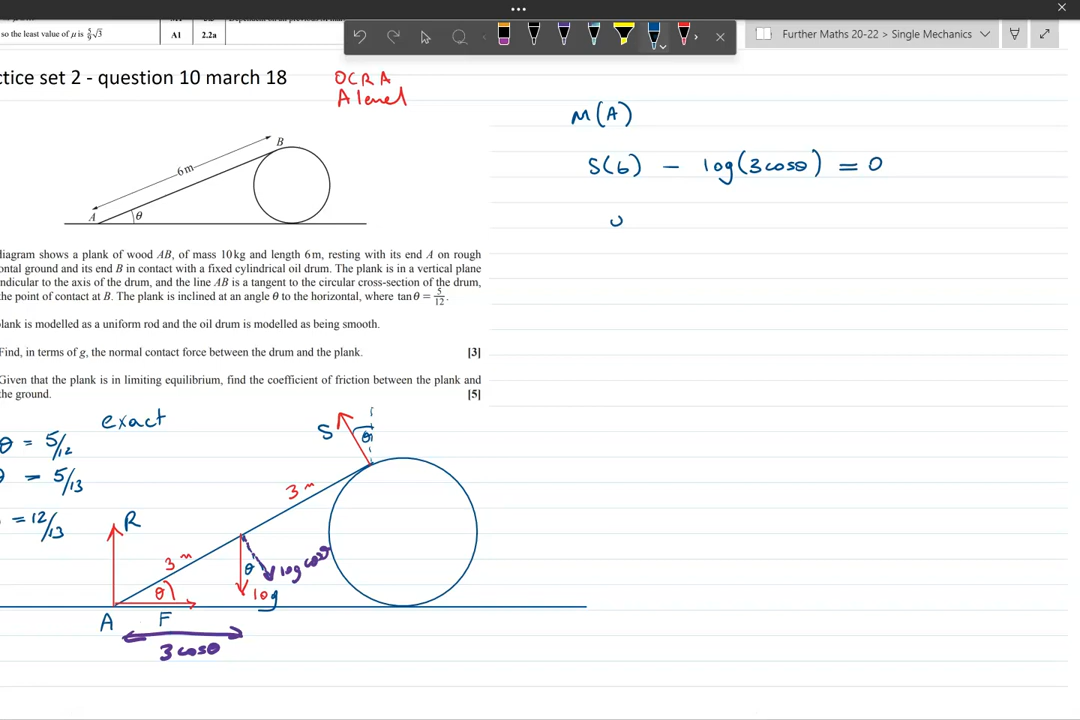 so the least value of μ is 5/9√3
A1 2.2a
Further Maths 20-22 > Single Mechanics
ctice set 2 - question 10 march 18
OCR A
A level
A
θ
6 m
B
diagram shows a plank of wood AB, of mass 10 kg and length 6 m, resting with its end A on rough
ontal ground and its end B in contact with a fixed cylindrical oil drum. The plank is in a vertical plane
ndicular to the axis of the drum, and the line AB is a tangent to the circular cross-section of the drum,
the point of contact at B. The plank is inclined at an angle θ to the horizontal, where tan θ = 5/12.
plank is modelled as a uniform rod and the oil drum is modelled as being smooth.
Find, in terms of g, the normal contact force between the drum and the plank. [3]
Given that the plank is in limiting equilibrium, find the coefficient of friction between the plank and
the ground. [5]
exact
θ = 5/12
θ = 5/13
= 12/13
R
3 m
θ
A
F
3cosθ
θ
10g
10g cosθ
3 m
S
θ
M(A)
S(6) - 10g(3cosθ) = 0